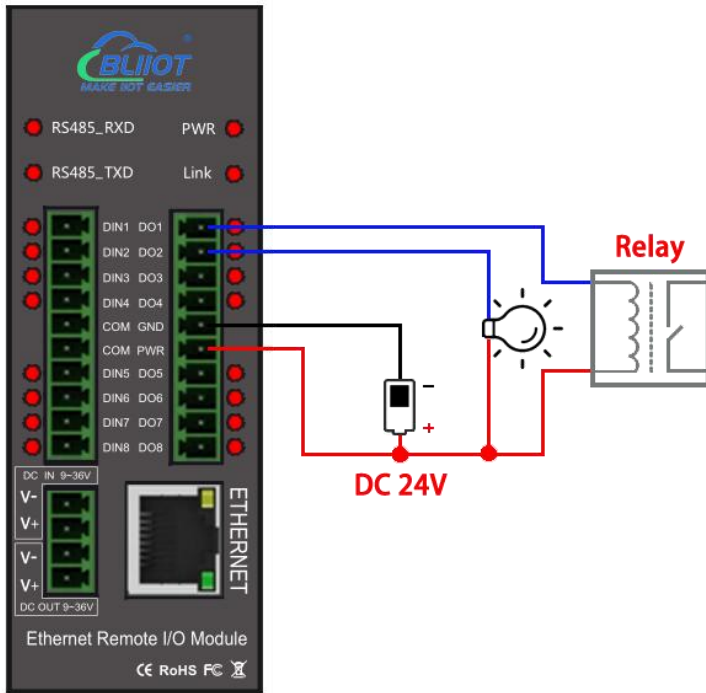 BLIIOT
MAKE IIOT EASIER
RS485_RXD PWR
RS485_TXD Link
DIN1 DO1
DIN2 DO2
DIN3 DO3
DIN4 DO4
COM GND
COM PWR
DIN5 DO5
DIN6 DO6
DIN7 DO7
DIN8 DO8
Relay
−
+
DC 24V
DC IN 9~36V
V-
V+
V-
V+
DC OUT 9~36V
ETHERNET
Ethernet Remote I/O Module
CE RoHS FC